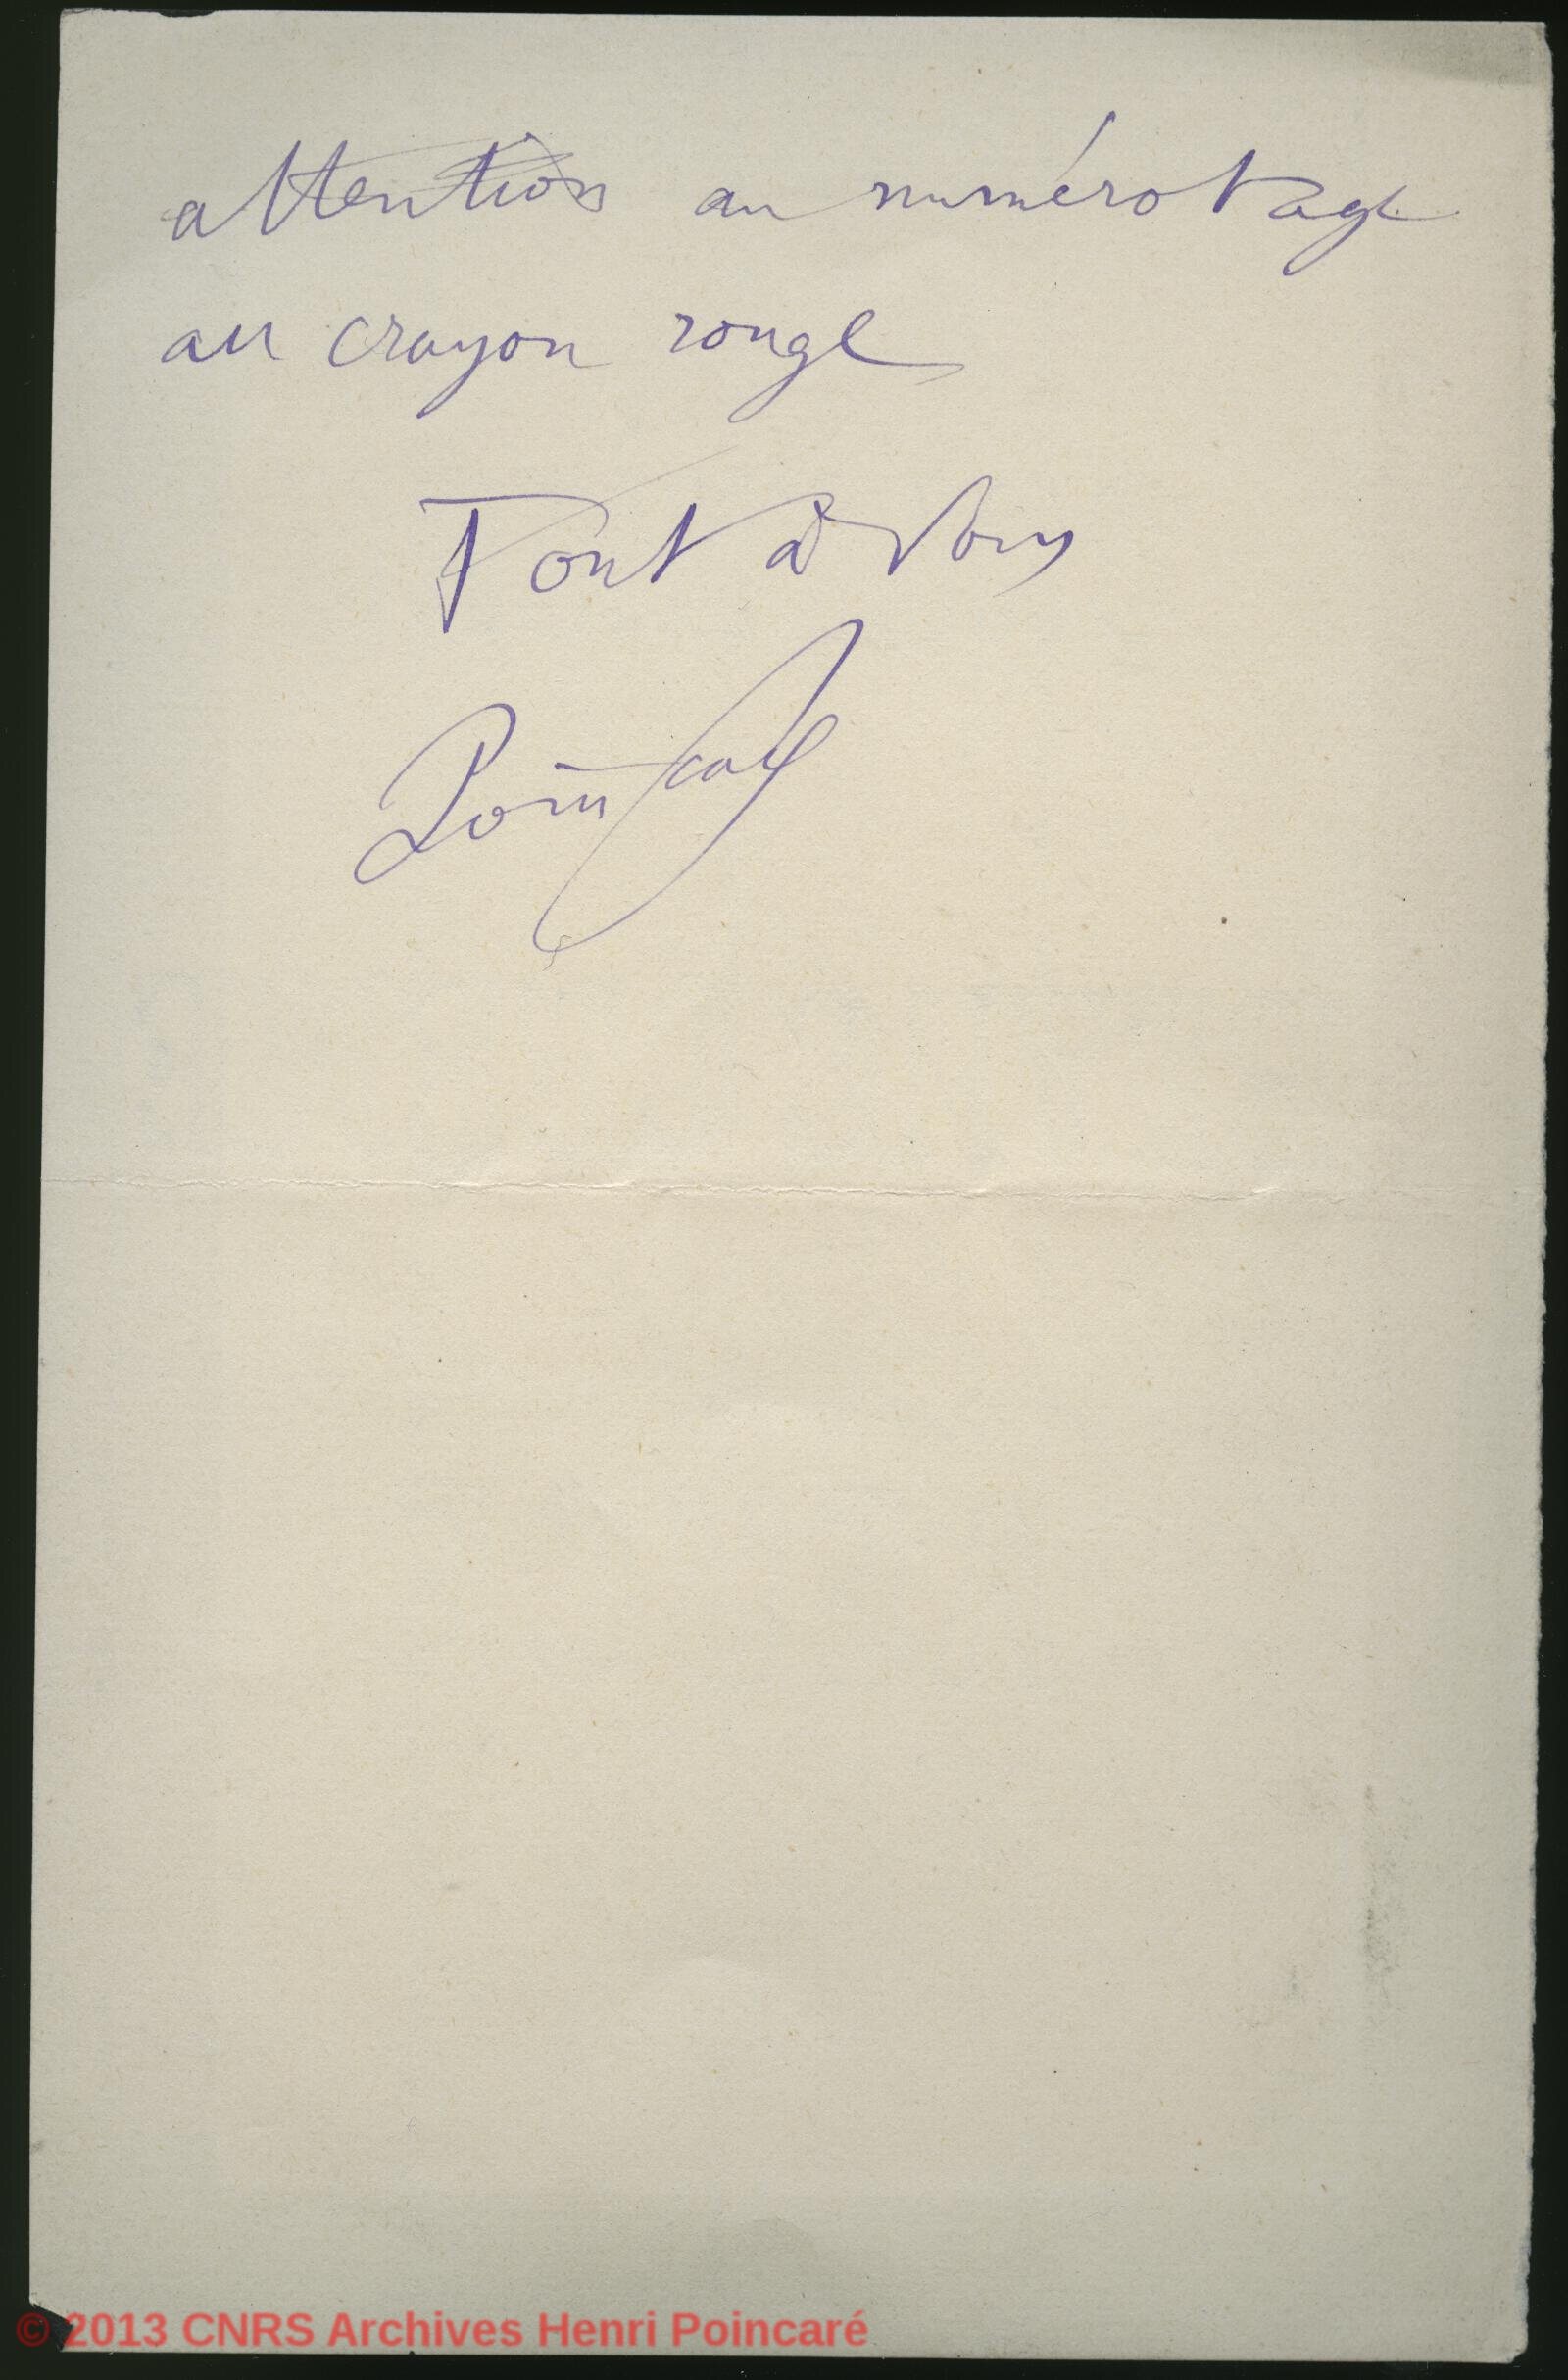 attention au numérotage
au crayon rouge
Tout à Vous
Poincaré
© 2013 CNRS Archives Henri Poincaré